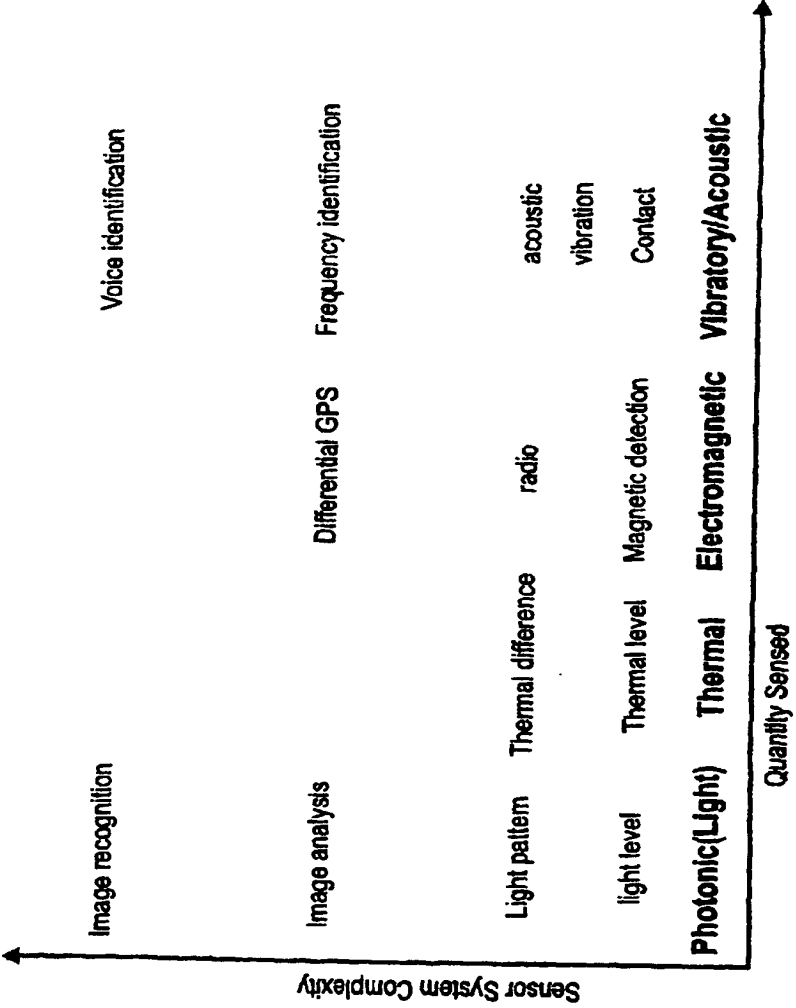 Image recognition
Voice identification
Image analysis
Differential GPS
Frequency identification
Light pattern
Thermal difference
radio
acoustic
vibration
light level
Thermal level
Magnetic detection
Contact
Photonic(Light)
Thermal
Electromagnetic
Vibratory/Acoustic
Quantity Sensed
Sensor System Complexity